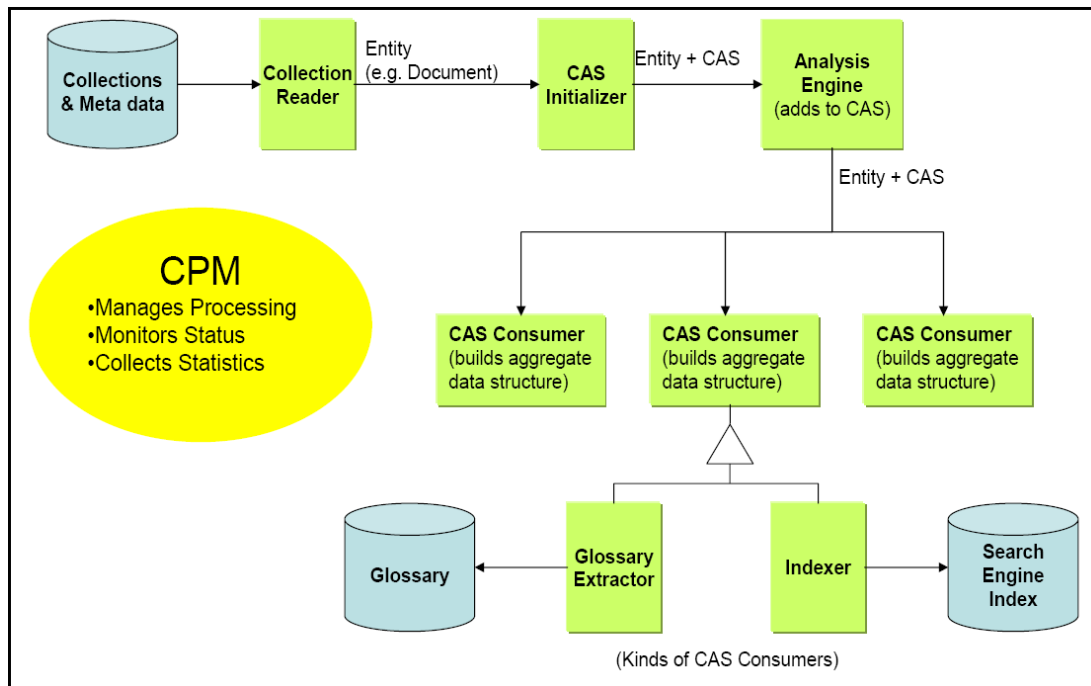 Collections
& Meta data
Collection
Reader
Entity
(e.g. Document)
CAS
Initializer
Entity + CAS
Analysis
Engine
(adds to CAS)
Entity + CAS
CPM
•Manages Processing
•Monitors Status
•Collects Statistics
CAS Consumer
(builds aggregate
data structure)
CAS Consumer
(builds aggregate
data structure)
CAS Consumer
(builds aggregate
data structure)
Glossary
Glossary
Extractor
Indexer
Search
Engine
Index
(Kinds of CAS Consumers)